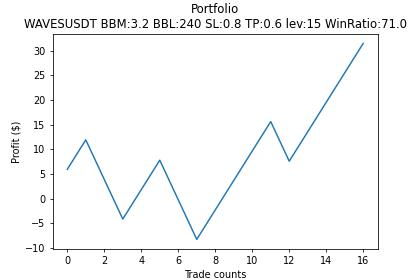 Portfolio
WAVESUSDT BBM:3.2 BBL:240 SL:0.8 TP:0.6 lev:15 WinRatio:71.0
Profit ($)
30
25
20
15
10
5
0
−5
−10
0 2 4 6 8 10 12 14 16
Trade counts